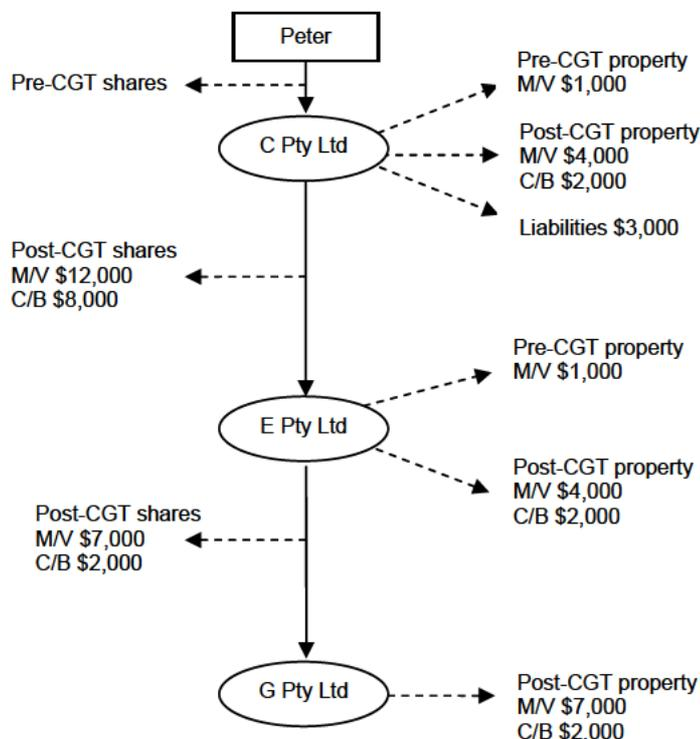 Peter
Pre-CGT shares
Pre-CGT property
M/V $1,000
C Pty Ltd
Post-CGT property
M/V $4,000
C/B $2,000
Liabilities $3,000
Post-CGT shares
M/V $12,000
C/B $8,000
Pre-CGT property
M/V $1,000
E Pty Ltd
Post-CGT property
M/V $4,000
C/B $2,000
Post-CGT shares
M/V $7,000
C/B $2,000
G Pty Ltd
Post-CGT property
M/V $7,000
C/B $2,000